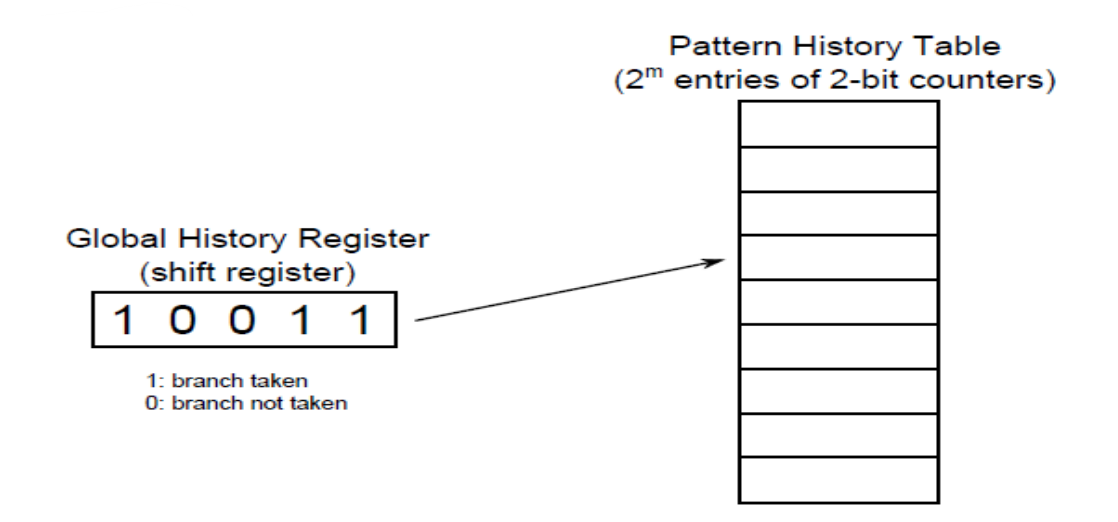 Pattern History Table
(2^m entries of 2-bit counters)
Global History Register
(shift register)
1 0 0 1 1
1: branch taken
0: branch not taken